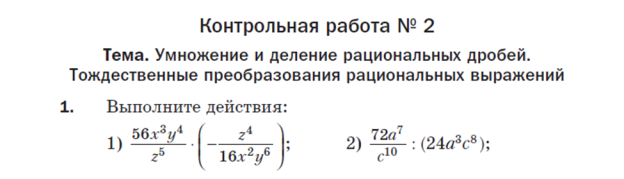 Контрольная работа № 2
Тема. Умножение и деление рациональных дробей.
Тождественные преобразования рациональных выражений
1. Выполните действия:
1) \frac{56x^3y^4}{z^5} \cdot \left(-\frac{z^4}{16x^2y^6}\right); 2) \frac{72a^7}{c^{10}} : (24a^3c^8);